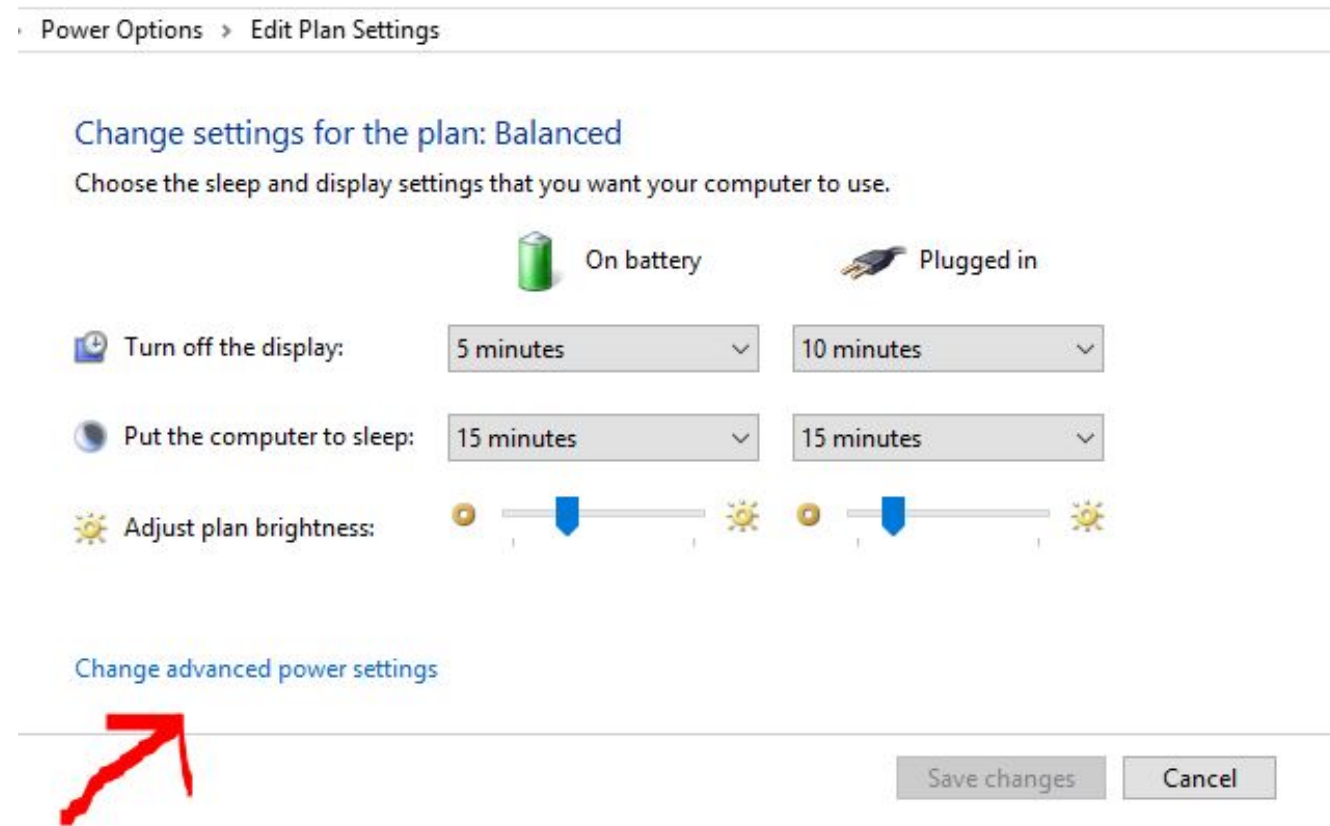 Power Options > Edit Plan Settings
Change settings for the plan: Balanced
Choose the sleep and display settings that you want your computer to use.
On battery Plugged in
Turn off the display: 5 minutes 10 minutes
Put the computer to sleep: 15 minutes 15 minutes
Adjust plan brightness:
Change advanced power settings
Save changes Cancel